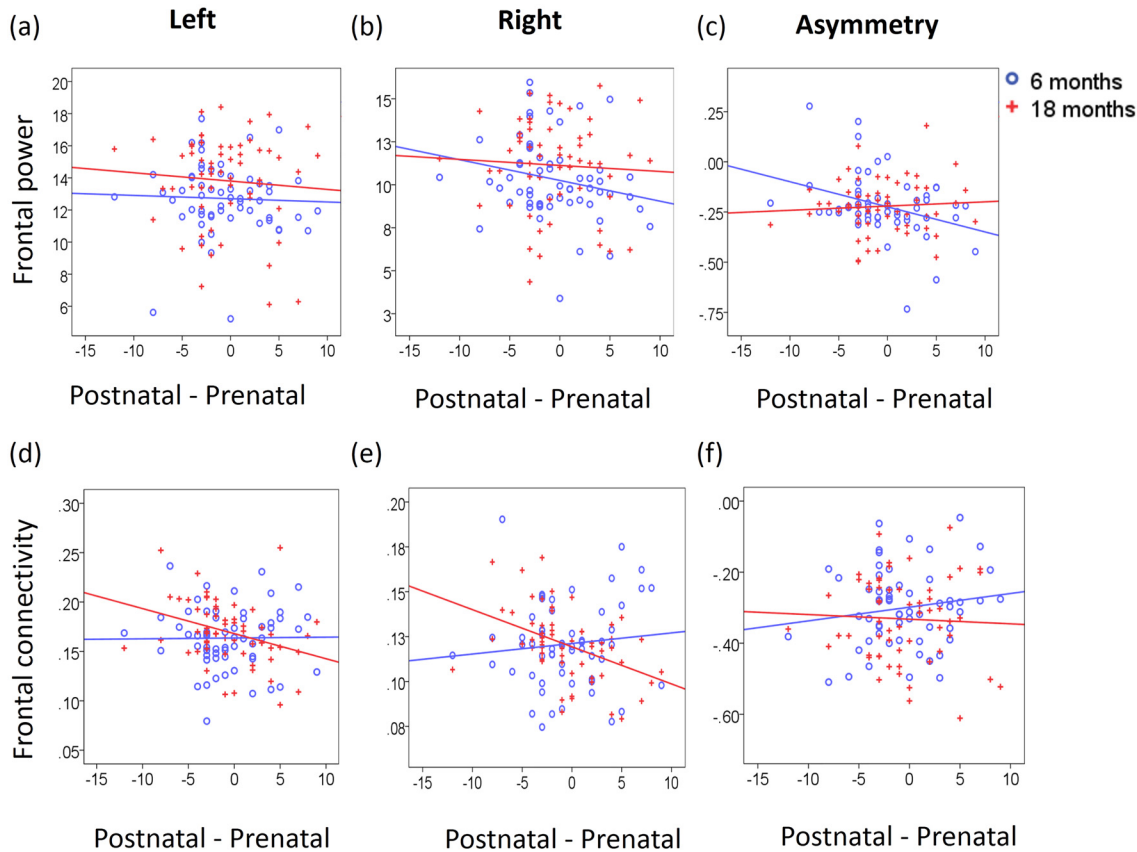 (a) Left
(b) Right
(c) Asymmetry
6 months
18 months
Frontal power
20
18
16
14
12
10
8
6
-15 -10 -5 0 5 10
Postnatal - Prenatal
15
13
10
8
5
3
-15 -10 -5 0 5 10
Postnatal - Prenatal
.25
.00
-.25
-.50
-.75
-15 -10 -5 0 5 10
Postnatal - Prenatal
(d)
Frontal connectivity
.30
.25
.20
.15
.10
.05
-15 -10 -5 0 5 10
Postnatal - Prenatal
(e)
.20
.18
.15
.13
.10
.08
-15 -10 -5 0 5 10
Postnatal - Prenatal
(f)
.00
-.20
-.40
-.60
-15 -10 -5 0 5 10
Postnatal - Prenatal